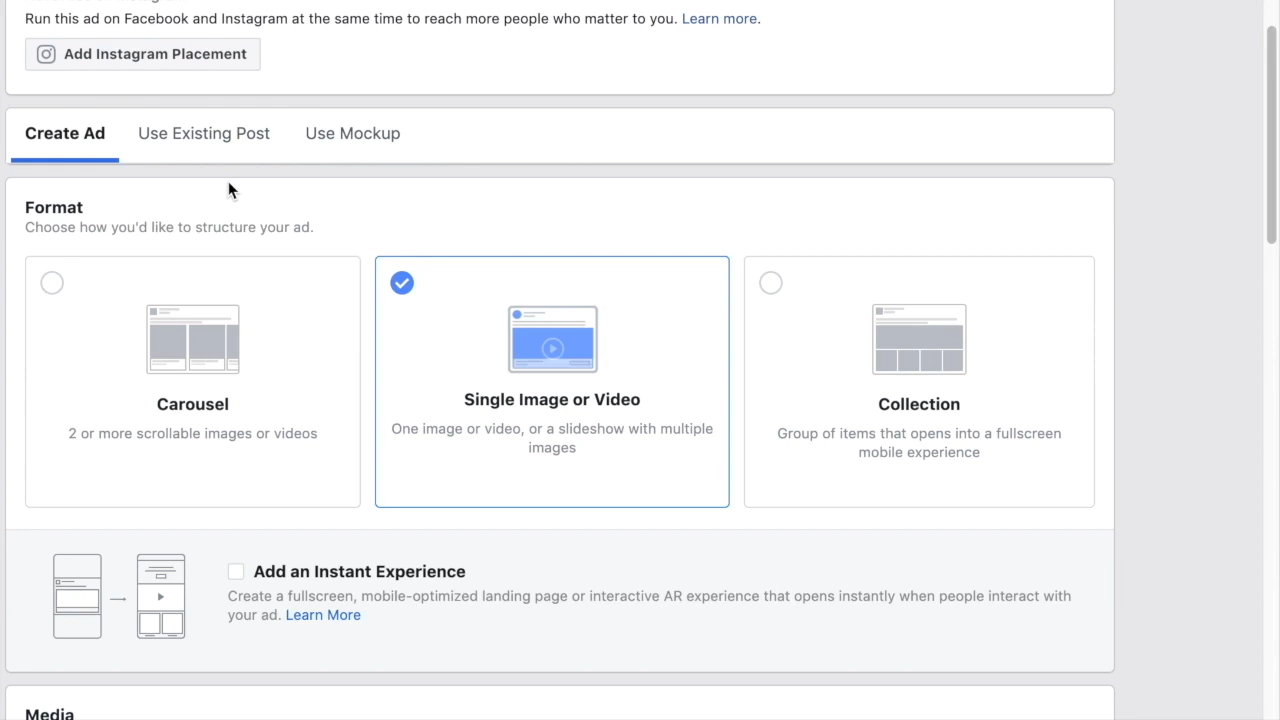 Run this ad on Facebook and Instagram at the same time to reach more people who matter to you. Learn more.
Add Instagram Placement
Create Ad
Use Existing Post
Use Mockup
Format
Choose how you'd like to structure your ad.
Carousel
2 or more scrollable images or videos
Single Image or Video
One image or video, or a slideshow with multiple
images
Collection
Group of items that opens into a fullscreen
mobile experience
Add an Instant Experience
Create a fullscreen, mobile-optimized landing page or interactive AR experience that opens instantly when people interact with
your ad. Learn More
Media